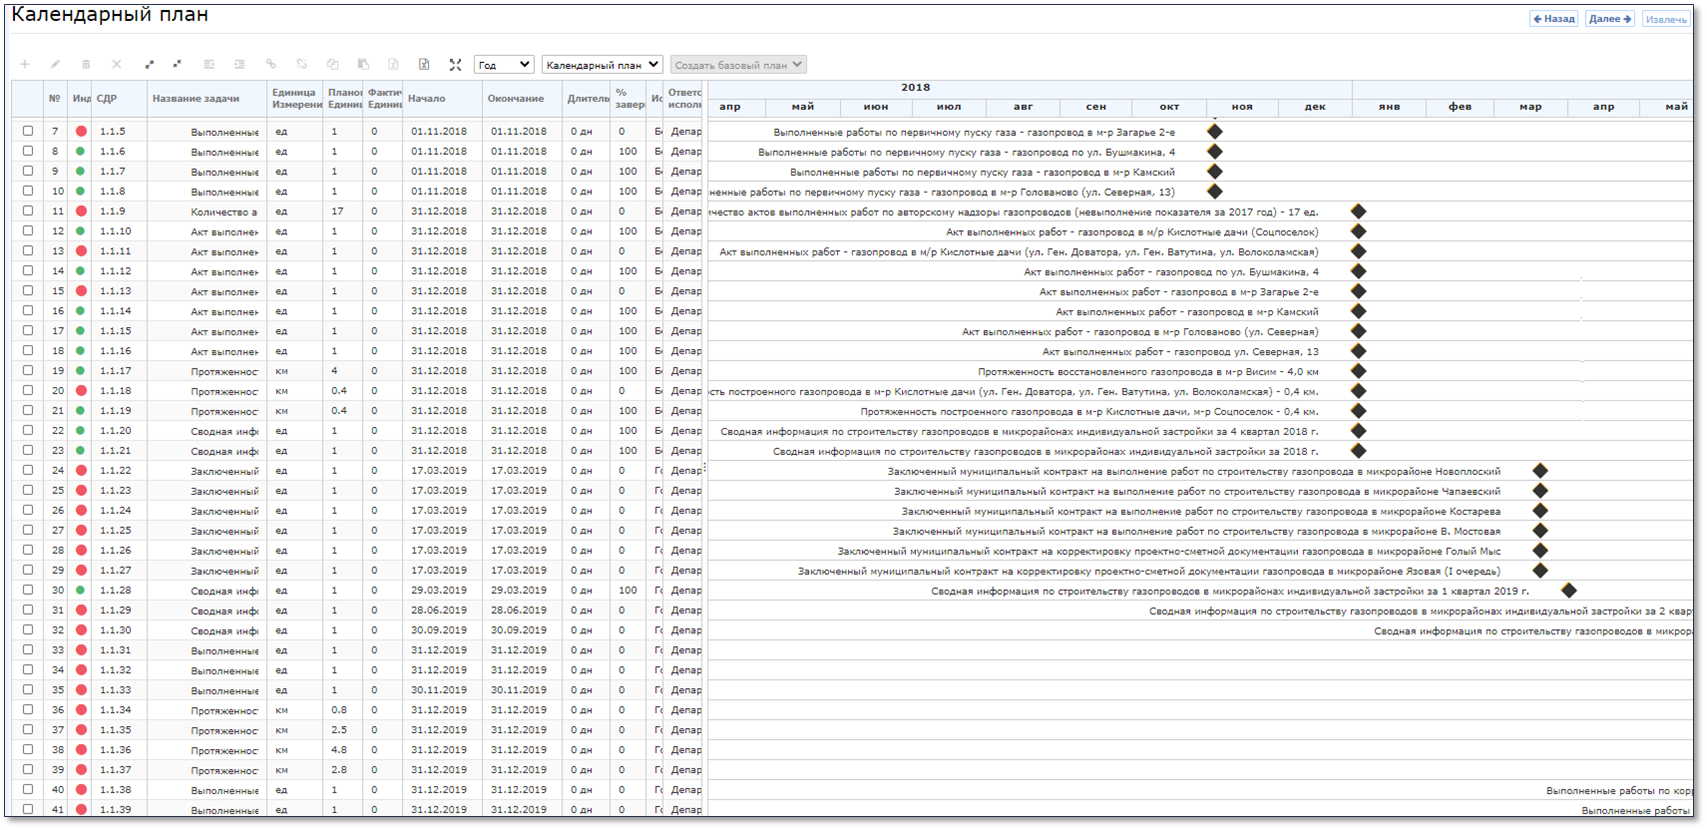 Календарный план
Назад Далее Извлечь
Год Календарный план Создать базовый план
№ Инд СДР Название задачи Единица Измерени Планов Единиц Фактич Единиц Начало Окончание Длитель % завер Ис Ответс исполн
2018
апр май июн июл авг сен окт ноя дек янв фев мар апр май
7 1.1.5 Выполненные ед 1 0 01.11.2018 01.11.2018 0 дн 0 Департ Выполненные работы по первичному пуску газа - газопровод в м-р Загарье 2-е
8 1.1.6 Выполненные ед 1 0 01.11.2018 01.11.2018 0 дн 100 Депар Выполненные работы по первичному пуску газа - газопровод по ул. Бушмакина, 4
9 1.1.7 Выполненные ед 1 0 01.11.2018 01.11.2018 0 дн 100 Депар Выполненные работы по первичному пуску газа - газопровод в м-р Камский
10 1.1.8 Выполненные ед 1 0 01.11.2018 01.11.2018 0 дн 100 Депар ненные работы по первичному пуску газа - газопровод в м-р Голованово (ул. Северная, 13)
11 1.1.9 Количество а ед 17 0 31.12.2018 31.12.2018 0 дн 0 Депар ичество актов выполненных работ по авторскому надзоры газопроводов (невыполнение показателя за 2017 год) - 17 ед.
12 1.1.10 Акт выполнен ед 1 0 31.12.2018 31.12.2018 0 дн 100 Депар Акт выполненных работ - газопровод в м/р Кислотные дачи (Соцпоселок)
13 1.1.11 Акт выполнен ед 1 0 31.12.2018 31.12.2018 0 дн 0 Депар Акт выполненных работ - газопровод в м/р Кислотные дачи (ул. Ген. Доватора, ул. Ген. Ватутина, ул. Волоколамская)
14 1.1.12 Акт выполнен ед 1 0 31.12.2018 31.12.2018 0 дн 100 Депар Акт выполненных работ - газопровод по ул. Бушмакина, 4
15 1.1.13 Акт выполнен ед 1 0 31.12.2018 31.12.2018 0 дн 0 Депар Акт выполненных работ - газопровод в м-р Загарье 2-е
16 1.1.14 Акт выполнен ед 1 0 31.12.2018 31.12.2018 0 дн 100 Депар Акт выполненных работ - газопровод в м-р Камский
17 1.1.15 Акт выполнен ед 1 0 31.12.2018 31.12.2018 0 дн 100 Депар Акт выполненных работ - газопровод в м-р Голованово (ул. Северная)
18 1.1.16 Акт выполнен ед 1 0 31.12.2018 31.12.2018 0 дн 100 Депар Акт выполненных работ - газопровод ул. Северная, 13
19 1.1.17 Протяженнос км 4 0 31.12.2018 31.12.2018 0 дн 100 Депар Протяженность восстановленного газопровода в м-р Висим - 4,0 км
20 1.1.18 Протяженнос км 0.4 0 31.12.2018 31.12.2018 0 дн 0 Депар сть построенного газопровода в м-р Кислотные дачи (ул. Ген. Доватора, ул. Ген. Ватутина, ул. Волоколамская) - 0,4 км.
21 1.1.19 Протяженнос км 0.4 0 31.12.2018 31.12.2018 0 дн 100 Депар Протяженность построенного газопровода в м-р Кислотные дачи, м-р Соцпоселок - 0,4 км.
22 1.1.20 Сводная инф ед 1 0 31.12.2018 31.12.2018 0 дн 100 Депар Сводная информация по строительству газопроводов в микрорайонах индивидуальной застройки за 4 квартал 2018 г.
23 1.1.21 Сводная инф ед 1 0 31.12.2018 31.12.2018 0 дн 100 Депар Сводная информация по строительству газопроводов в микрорайонах индивидуальной застройки за 2018 г.
24 1.1.22 Заключенный ед 1 0 17.03.2019 17.03.2019 0 дн 0 Депар Заключенный муниципальный контракт на выполнение работ по строительству газопровода в микрорайоне Новоплоский
25 1.1.23 Заключенный ед 1 0 17.03.2019 17.03.2019 0 дн 0 Депар Заключенный муниципальный контракт на выполнение работ по строительству газопровода в микрорайоне Чапаевский
26 1.1.24 Заключенный ед 1 0 17.03.2019 17.03.2019 0 дн 0 Депар Заключенный муниципальный контракт на выполнение работ по строительству газопровода в микрорайоне Костарева
27 1.1.25 Заключенный ед 1 0 17.03.2019 17.03.2019 0 дн 0 Депар Заключенный муниципальный контракт на выполнение работ по строительству газопровода в микрорайоне В. Мостовая
28 1.1.26 Заключенный ед 1 0 17.03.2019 17.03.2019 0 дн 0 Депар Заключенный муниципальный контракт на корректировку проектно-сметной документации газопровода в микрорайоне Голый Мыс
29 1.1.27 Заключенный ед 1 0 17.03.2019 17.03.2019 0 дн 0 Депар Заключенный муниципальный контракт на корректировку проектно-сметной документации газопровода в микрорайоне Язовая (I очередь)
30 1.1.28 Сводная инф ед 1 0 29.03.2019 29.03.2019 0 дн 100 Депар Сводная информация по строительству газопроводов в микрорайонах индивидуальной застройки за 1 квартал 2019 г.
31 1.1.29 Сводная инф ед 1 0 28.06.2019 28.06.2019 0 дн 0 Депар Сводная информация по строительству газопроводов в микрорайонах индивидуальной застройки за 2 кварт
32 1.1.30 Сводная инф ед 1 0 30.09.2019 30.09.2019 0 дн 0 Депар Сводная информация по строительству газопроводов в микрора
33 1.1.31 Выполненные ед 1 0 31.12.2019 31.12.2019 0 дн 0 Депар
34 1.1.32 Выполненные ед 1 0 31.12.2019 31.12.2019 0 дн 0 Депар
35 1.1.33 Выполненные ед 1 0 30.11.2019 30.11.2019 0 дн 0 Депар
36 1.1.34 Протяженнос км 0.8 0 31.12.2019 31.12.2019 0 дн 0 Депар
37 1.1.35 Протяженнос км 2.5 0 31.12.2019 31.12.2019 0 дн 0 Депар
38 1.1.36 Протяженнос км 4.8 0 31.12.2019 31.12.2019 0 дн 0 Депар
39 1.1.37 Протяженнос км 2.8 0 31.12.2019 31.12.2019 0 дн 0 Депар
40 1.1.38 Выполненные ед 1 0 31.12.2019 31.12.2019 0 дн 0 Депар Выполненные работы по корр
41 1.1.39 Выполненные ед 1 0 31.12.2019 31.12.2019 0 дн 0 Депар Выполненные работы